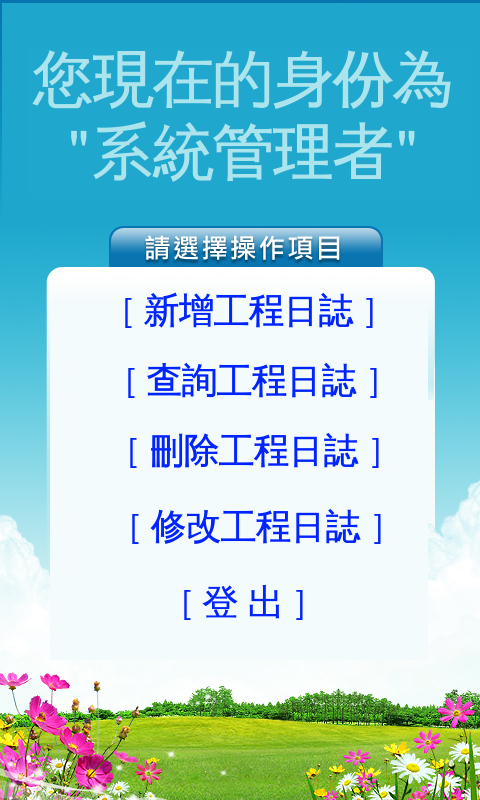 您現在的身份為
"系統管理者"
請選擇操作項目
[ 新增工程日誌 ]
[ 查詢工程日誌 ]
[ 刪除工程日誌 ]
[ 修改工程日誌 ]
[ 登 出 ]